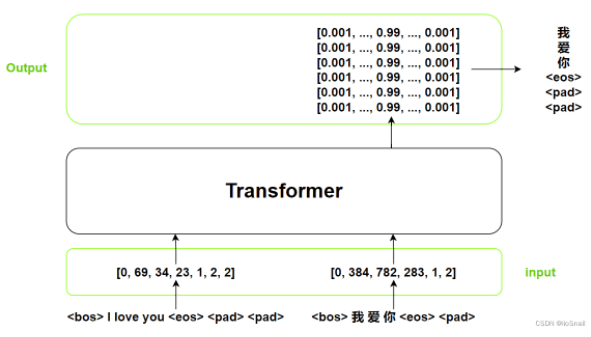 Output
[0.001, ..., 0.99, ..., 0.001]
[0.001, ..., 0.99, ..., 0.001]
[0.001, ..., 0.99, ..., 0.001]
[0.001, ..., 0.99, ..., 0.001]
[0.001, ..., 0.99, ..., 0.001]
[0.001, ..., 0.99, ..., 0.001]
我
爱
你
<eos>
<pad>
<pad>
Transformer
[0, 69, 34, 23, 1, 2, 2]
[0, 384, 782, 283, 1, 2]
input
<bos> I love you <eos> <pad> <pad>
<bos> 我 爱 你 <eos> <pad>
CSDN @NoSnail